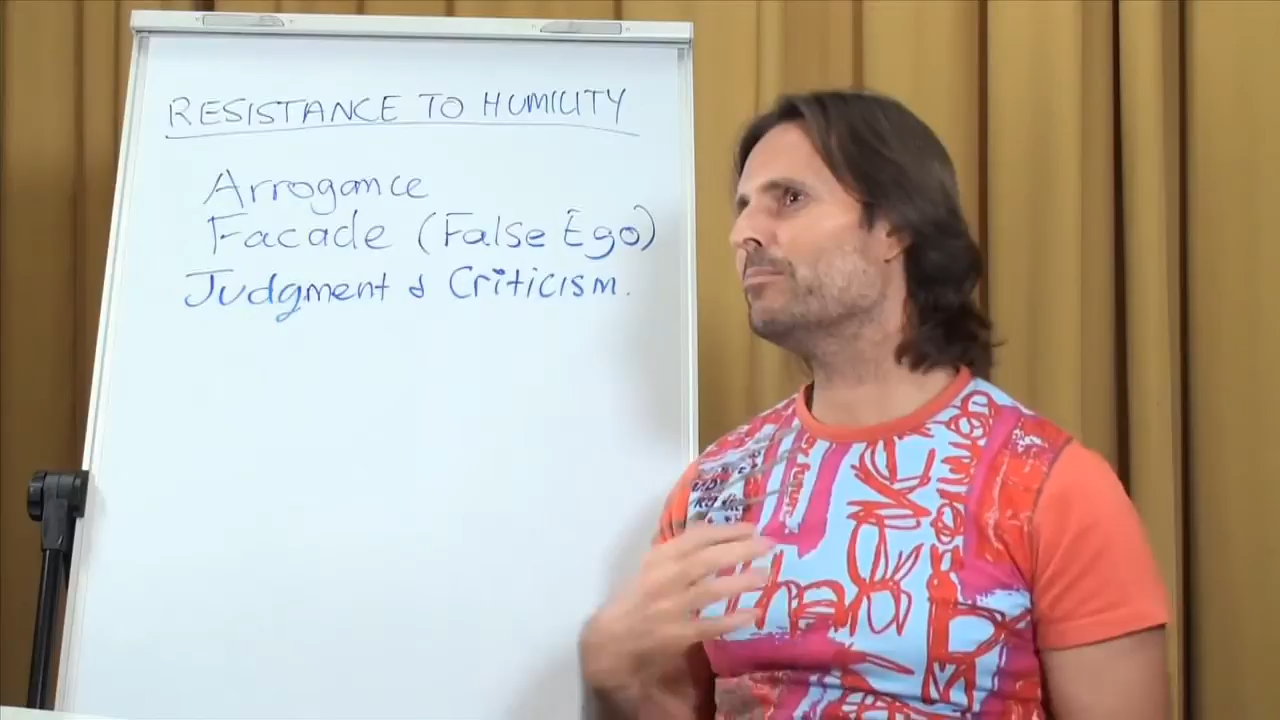 RESISTANCE TO HUMILITY
Arrogance
Facade (False Ego)
Judgment & Criticism.